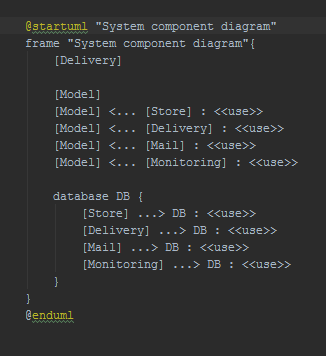 @startuml "System component diagram"
frame "System component diagram"{
[Delivery]
[Model]
[Model] <... [Store] : <<use>>
[Model] <... [Delivery] : <<use>>
[Model] <... [Mail] : <<use>>
[Model] <... [Monitoring] : <<use>>
database DB {
[Store] ...> DB : <<use>>
[Delivery] ...> DB : <<use>>
[Mail] ...> DB : <<use>>
[Monitoring] ...> DB : <<use>>
}
}
@enduml